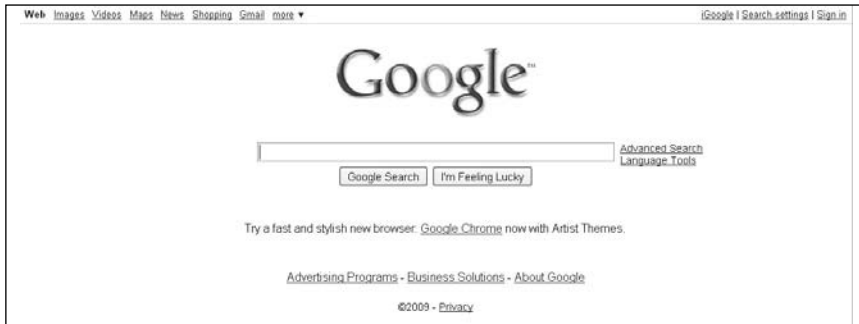 Web Images Videos Maps News Shopping Gmail more ▼ iGoogle | Search settings | Sign in
Google™
Advanced Search
Language Tools
Google Search I'm Feeling Lucky
Try a fast and stylish new browser: Google Chrome now with Artist Themes.
Advertising Programs - Business Solutions - About Google
©2009 - Privacy